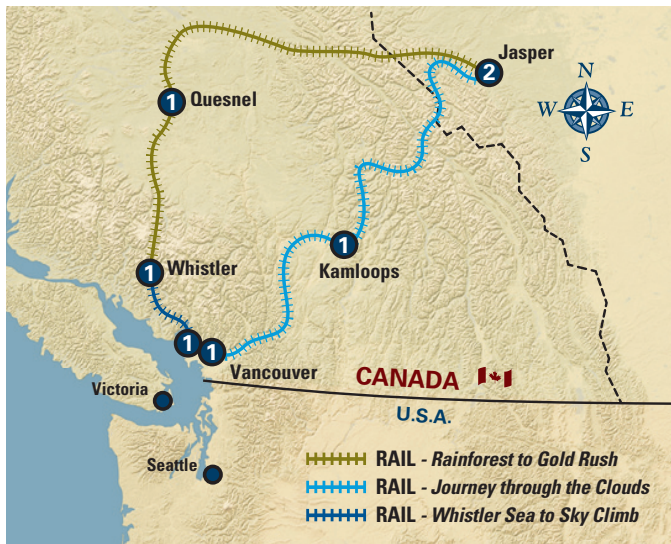 Jasper
2
N
W E
S
1 Quesnel
1 Whistler
1
Kamloops
1
1
Vancouver
CANADA
U.S.A.
Victoria
Seattle
RAIL - Rainforest to Gold Rush
RAIL - Journey through the Clouds
RAIL - Whistler Sea to Sky Climb